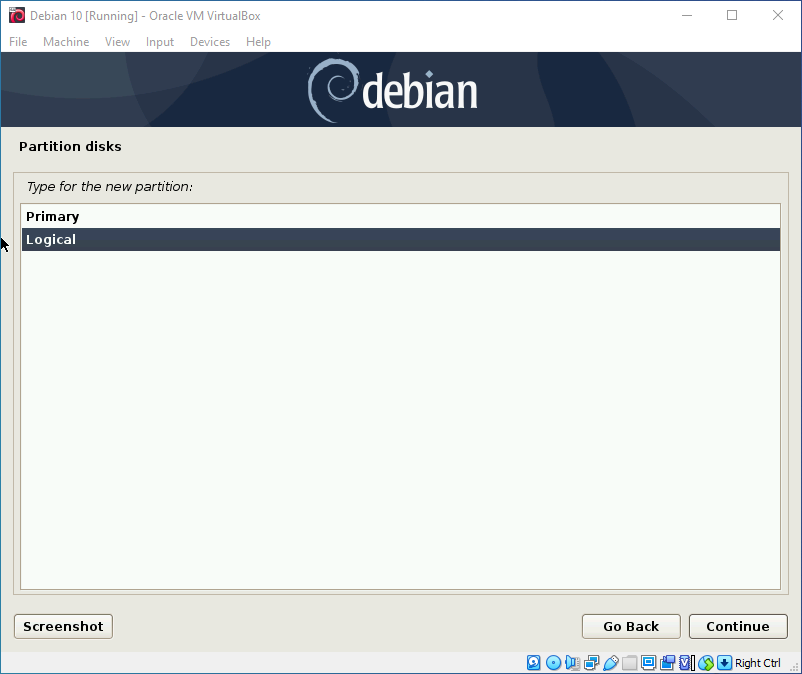 Debian 10 [Running] - Oracle VM VirtualBox
File Machine View Input Devices Help
debian
Partition disks
Type for the new partition:
Primary
Logical
Screenshot Go Back Continue
Right Ctrl